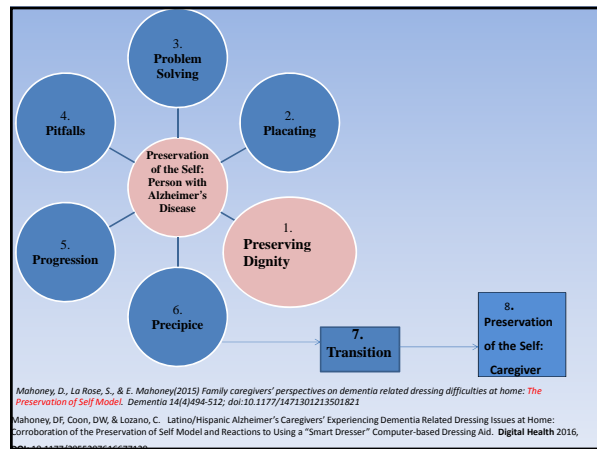 3.
Problem
Solving
4.
Pitfalls
2.
Placating
Preservation
of the Self:
Person with
Alzheimer's
Disease
1.
Preserving
Dignity
5.
Progression
6.
Precipice
7.
Transition
8.
Preservation
of the Self:
Caregiver
Mahoney, D., La Rose, S., & E. Mahoney(2015) Family caregivers' perspectives on dementia related dressing difficulties at home: The
Preservation of Self Model. Dementia 14(4)494-512; doi:10.1177/1471301213501821
Mahoney, DF, Coon, DW, & Lozano, C. Latino/Hispanic Alzheimer's Caregivers' Experiencing Dementia Related Dressing Issues at Home:
Corroboration of the Preservation of Self Model and Reactions to Using a "Smart Dresser" Computer-based Dressing Aid. Digital Health 2016,